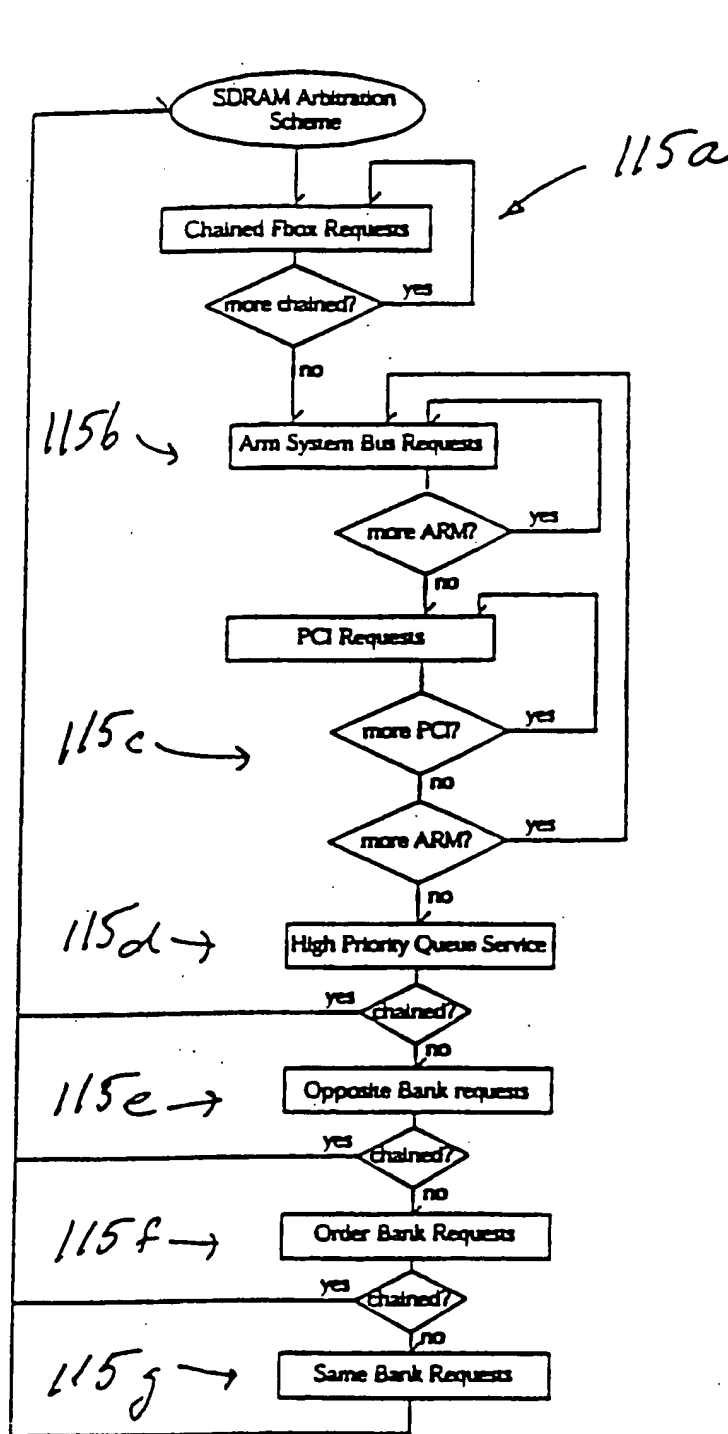 SDRAM Arbitration
Scheme
115a
Chained Fbox Requests
more chained?
yes
no
115b
Arm System Bus Requests
more ARM?
yes
no
PCI Requests
115c
more PCI?
yes
no
more ARM?
yes
no
115d
High Priority Queue Service
yes
chained?
no
115e
Opposite Bank requests
yes
chained?
no
115f
Order Bank Requests
yes
chained?
no
115g
Same Bank Requests